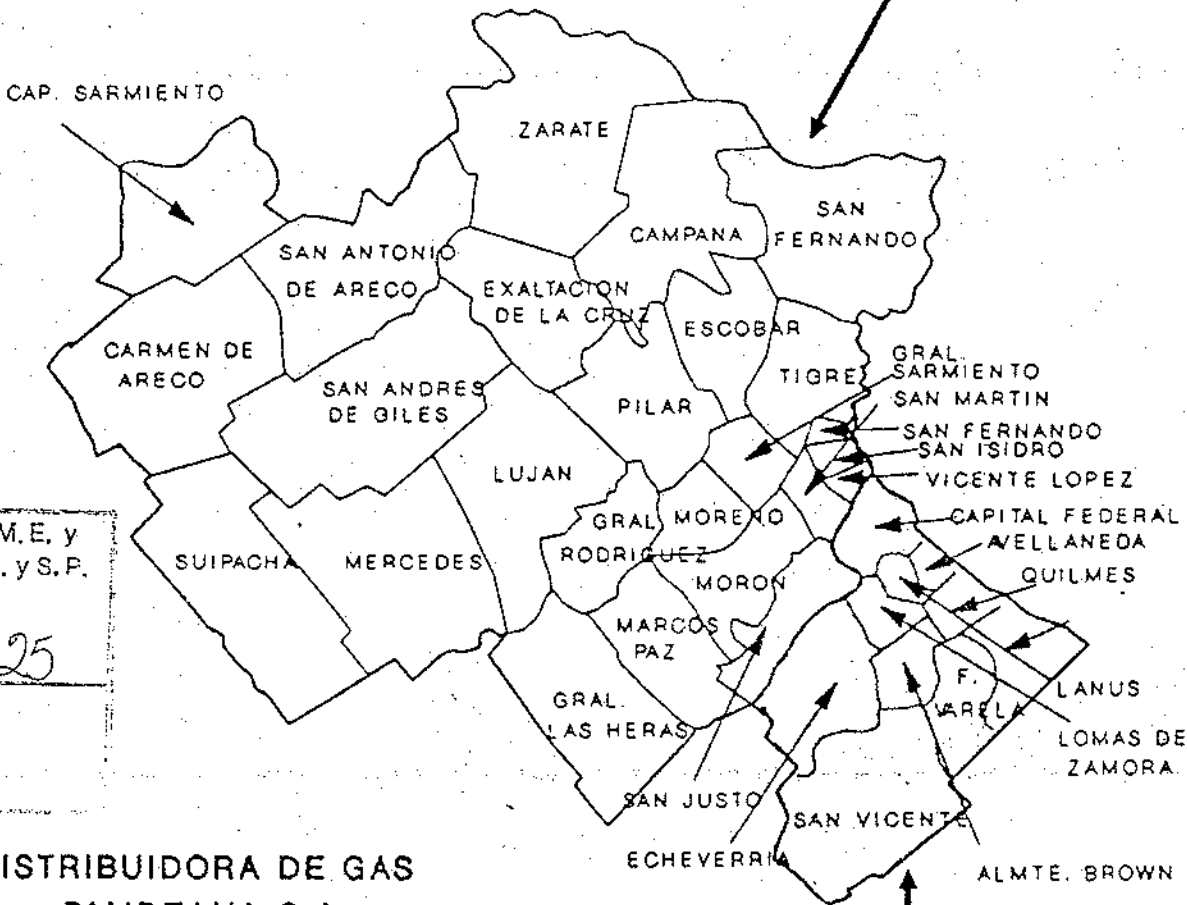 CAP. SARMIENTO
ZARATE
SAN
FERNANDO
CAMPANA
SAN ANTONIO
DE ARECO
EXALTACION
DE LA CRUZ
ESCOBAR
CARMEN DE
ARECO
TIGRE
GRAL.
SARMIENTO
SAN MARTIN
SAN ANDRES
DE GILES
PILAR
SAN FERNANDO
SAN ISIDRO
VICENTE LOPEZ
LUJAN
CAPITAL FEDERAL
AVELLANEDA
QUILMES
GRAL
RODRIGUEZ
MORENO
M.E. y
. y S.P.
25
SUIPACHA
MERCEDES
MORON
MARCOS
PAZ
F.
VARELA
LANUS
GRAL.
LAS HERAS
LOMAS DE
ZAMORA
SAN JUSTO
SAN VICENTE
ECHEVERRIA
ALMTE. BROWN
ISTRIBUIDORA DE GAS